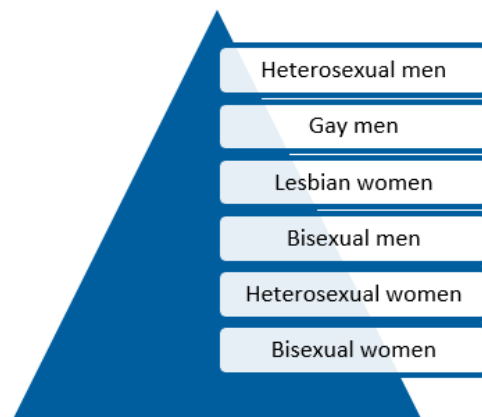 Heterosexual men
Gay men
Lesbian women
Bisexual men
Heterosexual women
Bisexual women